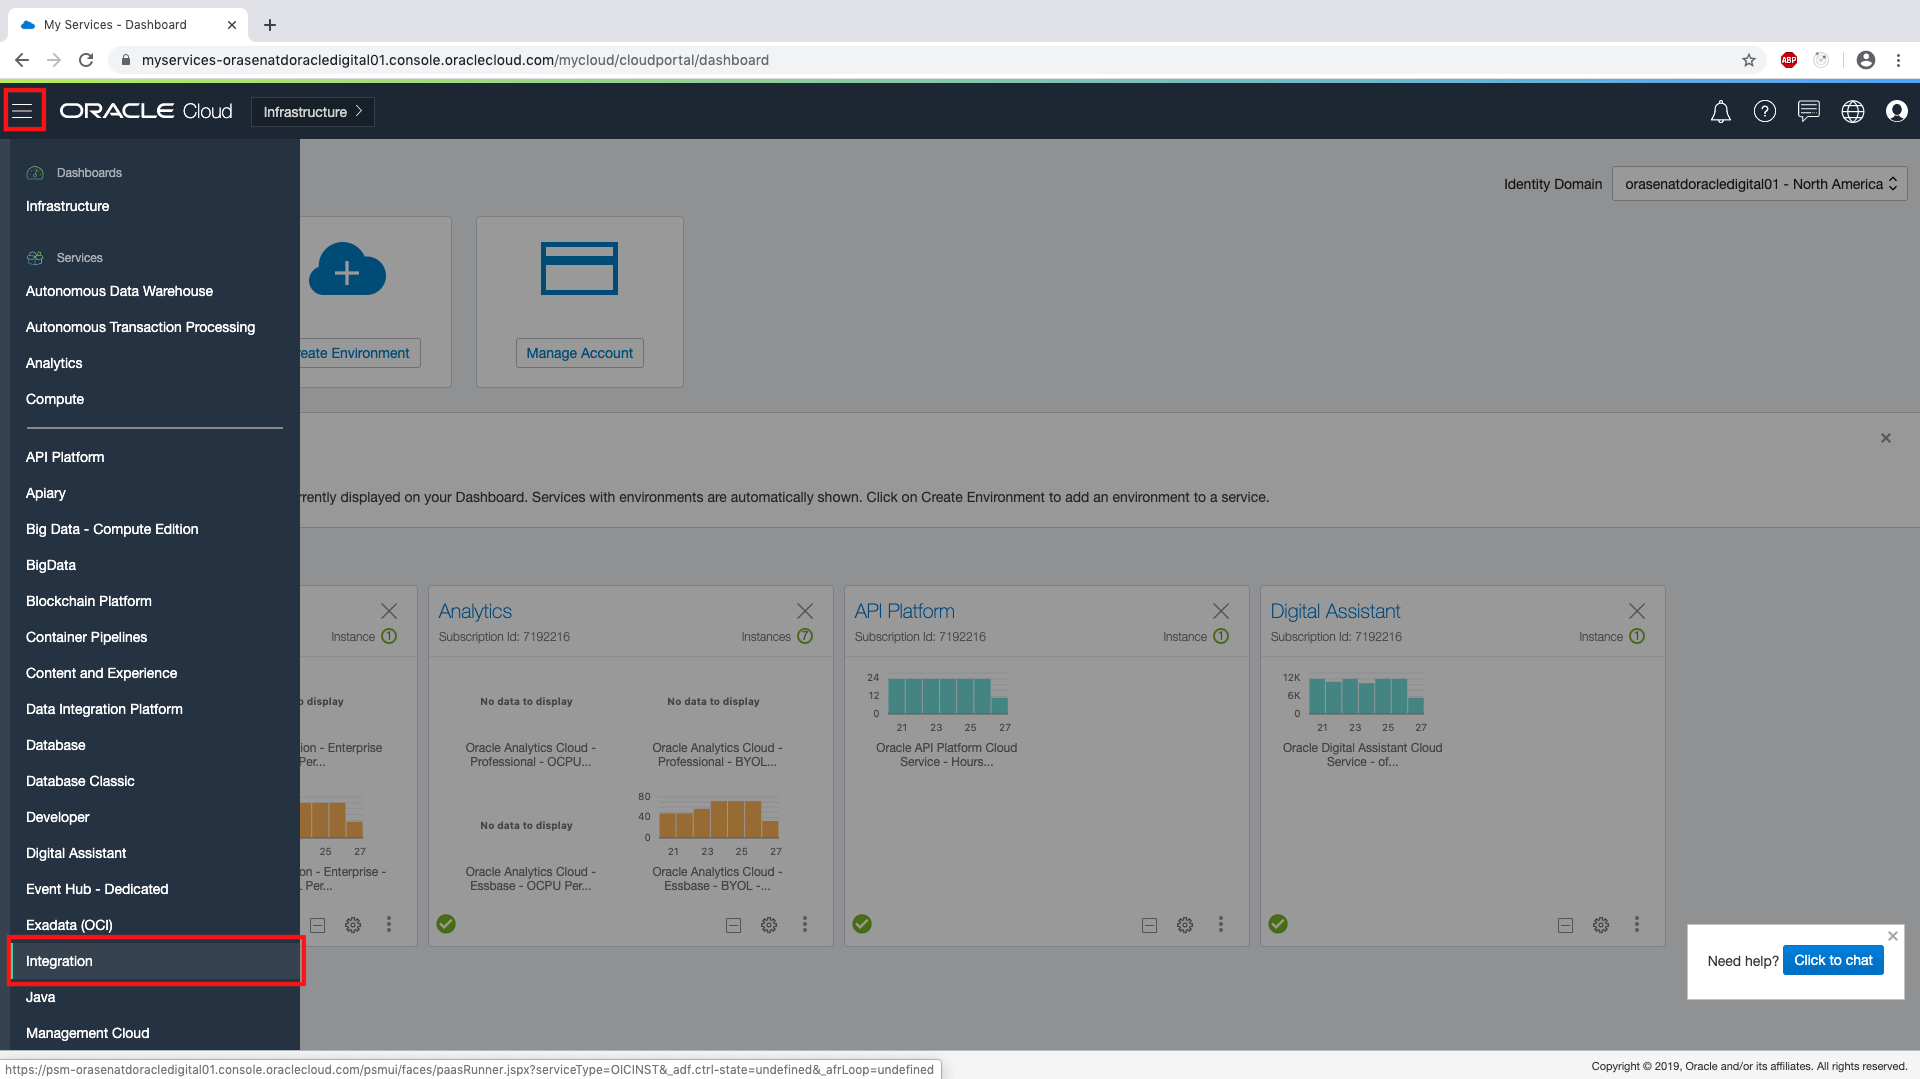 My Services - Dashboard
myservices-orasenatdoracledigital01.console.oraclecloud.com/mycloud/cloudportal/dashboard
ABP
ORACLE Cloud
Infrastructure
?
Dashboards
Infrastructure
Services
Autonomous Data Warehouse
Autonomous Transaction Processing
Analytics
Compute
API Platform
Apiary
Big Data - Compute Edition
BigData
Blockchain Platform
Container Pipelines
Content and Experience
Data Integration Platform
Database
Database Classic
Developer
Digital Assistant
Event Hub - Dedicated
Exadata (OCI)
Integration
Java
Management Cloud
Identity Domain
orasenatdoracledigital01 - North America
eate Environment
Manage Account
rrently displayed on your Dashboard. Services with environments are automatically shown. Click on Create Environment to add an environment to a service.
Instance 1
display
ion - Enterprise
Per...
25 27
on - Enterprise -
Per...
Analytics
Subscription Id: 7192216
Instances 7
No data to display
No data to display
Oracle Analytics Cloud -
Professional - OCPU...
Oracle Analytics Cloud -
Professional - BYOL...
No data to display
80
40
0
21 23 25 27
Oracle Analytics Cloud -
Essbase - OCPU Per...
Oracle Analytics Cloud -
Essbase - BYOL -...
API Platform
Subscription Id: 7192216
Instance 1
24
12
0
21 23 25 27
Oracle API Platform Cloud
Service - Hours...
Digital Assistant
Subscription Id: 7192216
Instance 1
12K
6K
0
21 23 25 27
Oracle Digital Assistant Cloud
Service - of...
Need help?
Click to chat
https://psm-orasenatdoracledigital01.console.oraclecloud.com/psmui/faces/paasRunner.jspx?serviceType=OICINST&_adf.ctrl-state=undefined&_afrLoop=undefined
Copyright © 2019, Oracle and/or its affiliates. All rights reserved.